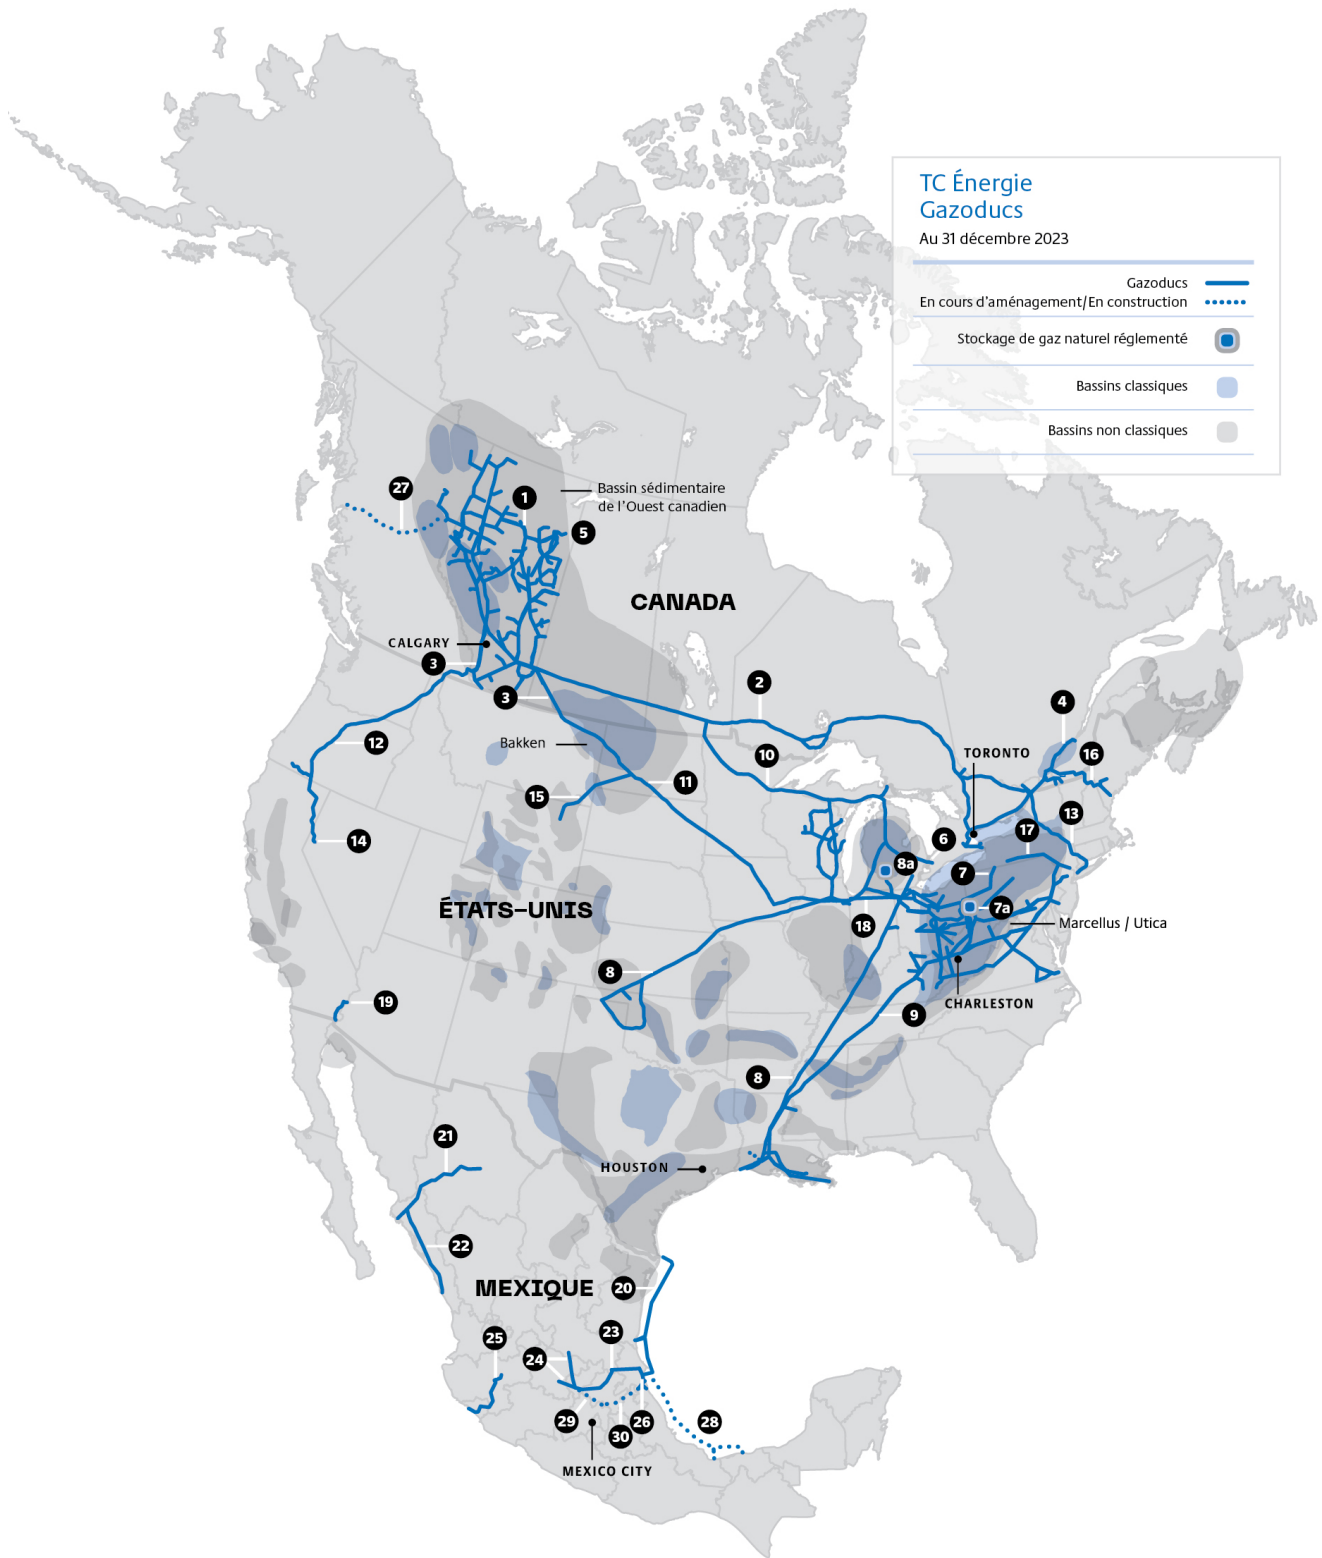 TC Énergie
Gazoducs
Au 31 décembre 2023
Gazoducs
En cours d'aménagement/En construction
Stockage de gaz naturel réglementé
Bassins classiques
Bassins non classiques
27
1
Bassin sédimentaire
de l'Ouest canadien
5
CANADA
CALGARY
3
3
2
4
12
Bakken
10
TORONTO
16
11
15
13
14
6
17
8a
7
ÉTATS-UNIS
7a
18
Marcellus / Utica
8
19
CHARLESTON
9
8
21
HOUSTON
22
MEXIQUE
20
25
23
24
29
30
26
28
MEXICO CITY